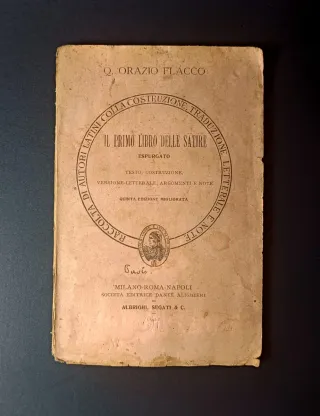 Q. ORAZIO FLACCO
RACCOLTA DI AUTORI LATINI COLLA COSTRUZIONE, TRADUZIONE LETTERALE E NOTE
IL PRIMO LIBRO DELLE SATIRE
ESPURGATO
TESTO, COSTRUZIONE
VERSIONE LETTERALE, ARGOMENTI E NOTE
QUINTA EDIZIONE MIGLIORATA
MILANO-ROMA-NAPOLI
SOCIETÀ EDITRICE DANTE ALIGHIERI
DI
ALBRIGHI, SEGATI & C.